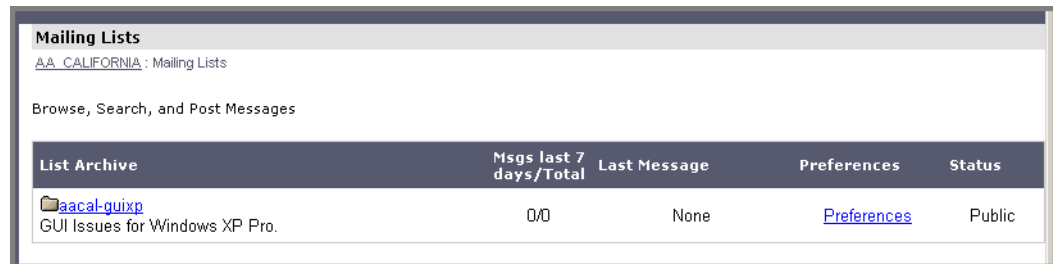 Mailing Lists
AA_CALIFORNIA : Mailing Lists
Browse, Search, and Post Messages
List Archive Msgs last 7 days/Total Last Message Preferences Status
aacal-guixp 0/0 None Preferences Public
GUI Issues for Windows XP Pro.